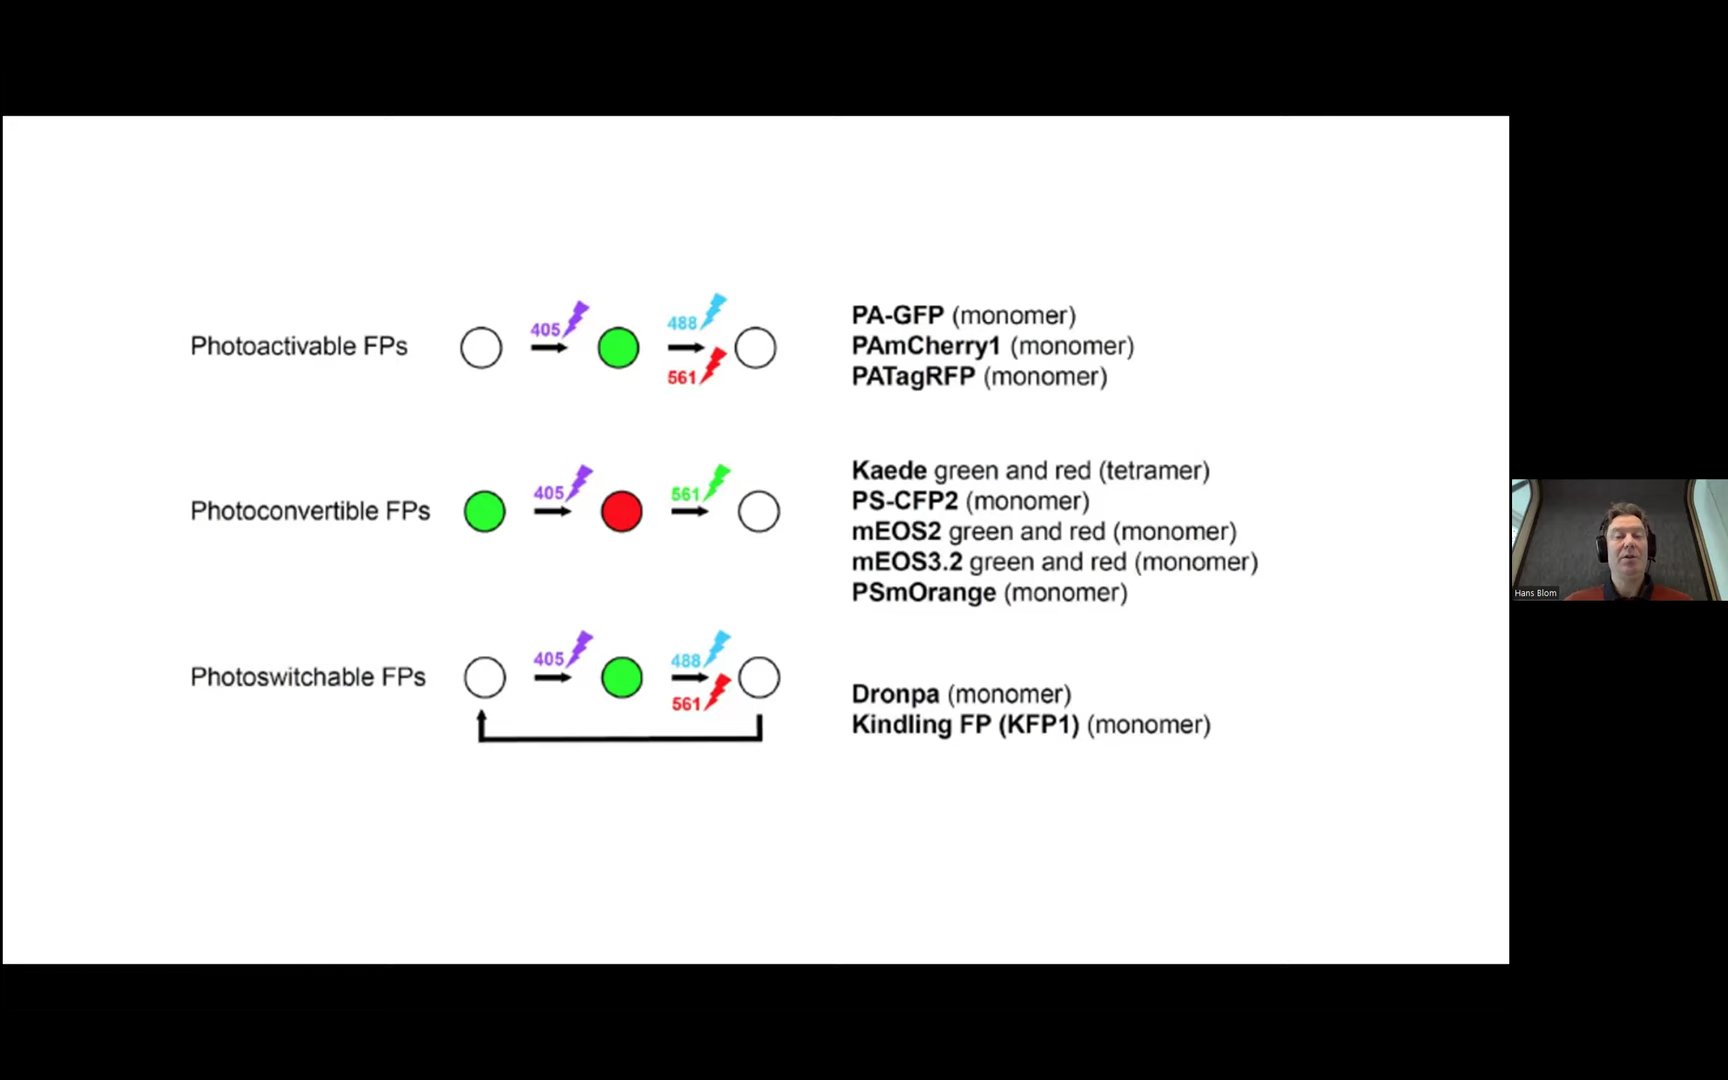 Photoactivable FPs
405
488
561
PA-GFP (monomer)
PAmCherry1 (monomer)
PATagRFP (monomer)
Photoconvertible FPs
405
561
Kaede green and red (tetramer)
PS-CFP2 (monomer)
mEOS2 green and red (monomer)
mEOS3.2 green and red (monomer)
PSmOrange (monomer)
Photoswitchable FPs
405
488
561
Dronpa (monomer)
Kindling FP (KFP1) (monomer)
Hans Blom